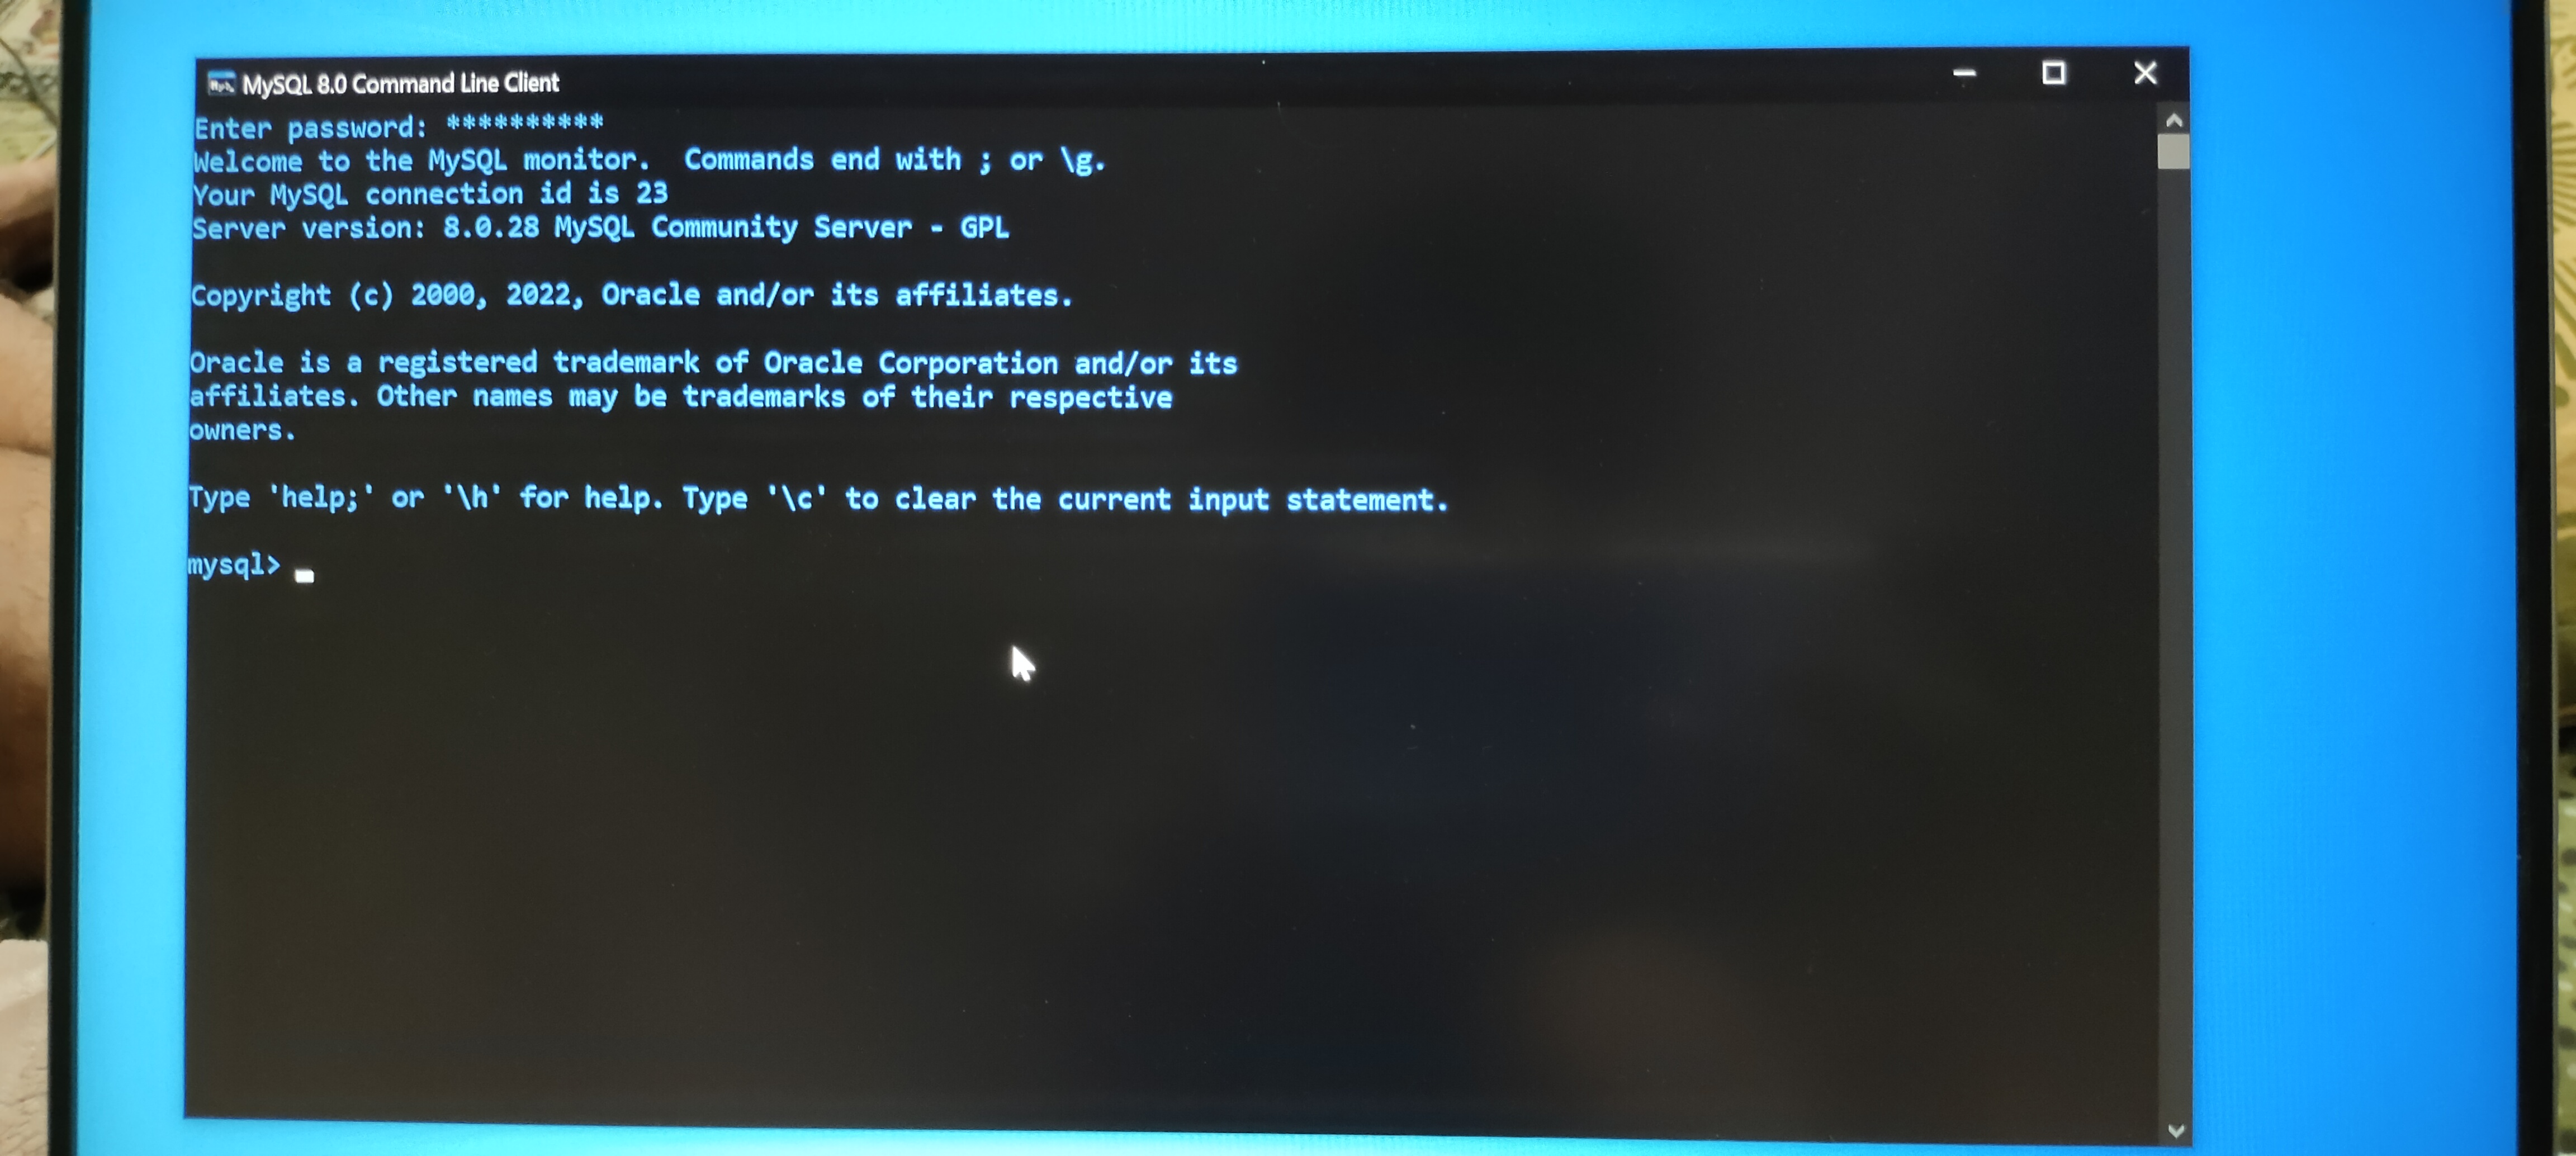 MySQL 8.0 Command Line Client
Enter password: **********
Welcome to the MySQL monitor.  Commands end with ; or \g.
Your MySQL connection id is 23
Server version: 8.0.28 MySQL Community Server - GPL

Copyright (c) 2000, 2022, Oracle and/or its affiliates.

Oracle is a registered trademark of Oracle Corporation and/or its
affiliates. Other names may be trademarks of their respective
owners.

Type 'help;' or '\h' for help. Type '\c' to clear the current input statement.

mysql>